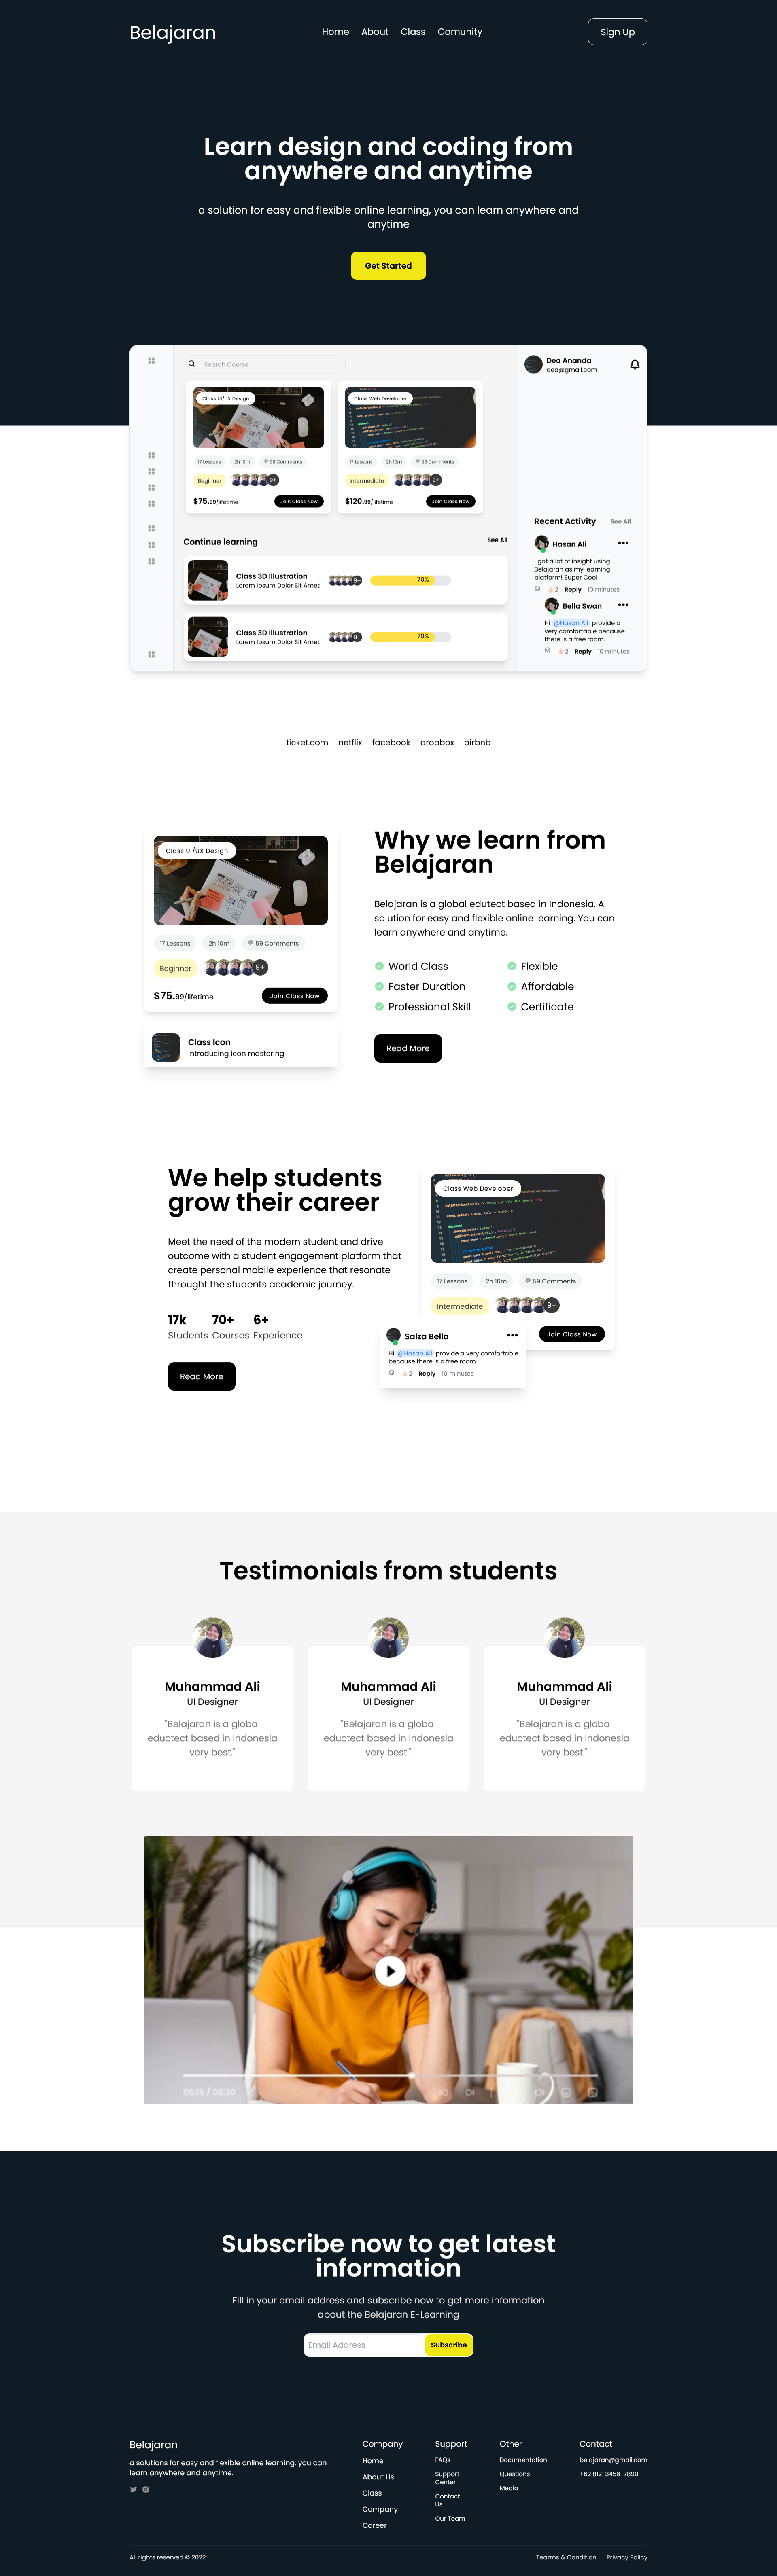 Belajaran
Home About Class Comunity
Sign Up
Learn design and coding from
anywhere and anytime
a solution for easy and flexible online learning, you can learn anywhere and
anytime
Get Started
Search Course
Dea Ananda
dea@gmail.com
Class UI/UX Design
17 Lessons 2h 10m 59 Comments
Beginner 9+
$75.99/lifetime Join Class Now
Class Web Developer
17 Lessons 2h 10m 59 Comments
Intermediate 9+
$120.99/lifetime Join Class Now
Continue learning See All
Class 3D Illustration
Lorem Ipsum Dolor Sit Amet
9+ 70%
Class 3D Illustration
Lorem Ipsum Dolor Sit Amet
9+ 70%
Recent Activity See All
Hasan Ali
I got a lot of insight using
Belajaran as my learning
platform! Super Cool
2 Reply 10 minutes
Bella Swan
Hi @Hasan Ali provide a
very comfortable because
there is a free room.
2 Reply 10 minutes
ticket.com netflix facebook dropbox airbnb
Class UI/UX Design
17 Lessons 2h 10m 59 Comments
Beginner 9+
$75.99/lifetime Join Class Now
Class Icon
Introducing icon mastering
Why we learn from
Belajaran
Belajaran is a global edutect based in Indonesia. A
solution for easy and flexible online learning. You can
learn anywhere and anytime.
World Class Flexible
Faster Duration Affordable
Professional Skill Certificate
Read More
We help students
grow their career
Meet the need of the modern student and drive
outcome with a student engagement platform that
create personal mobile experience that resonate
throught the students academic journey.
17k 70+ 6+
Students Courses Experience
Read More
Class Web Developer
17 Lessons 2h 10m 59 Comments
Intermediate 9+
Join Class Now
Salza Bella
Hi @Hasan Ali provide a very comfortable
because there is a free room.
2 Reply 10 minutes
Testimonials from students
Muhammad Ali
UI Designer
"Belajaran is a global
eductect based in Indonesia
very best."
Muhammad Ali
UI Designer
"Belajaran is a global
eductect based in Indonesia
very best."
Muhammad Ali
UI Designer
"Belajaran is a global
eductect based in Indonesia
very best."
05:15 / 08:30
Subscribe now to get latest
information
Fill in your email address and subscribe now to get more information
about the Belajaran E-Learning
Email Address Subscribe
Belajaran
a solutions for easy and flexible online learning. you can
learn anywhere and anytime.
Company
Home
About Us
Class
Company
Career
Support
FAQs
Support
Center
Contact
Us
Our Team
Other
Documentation
Questions
Media
Contact
belajaran@gmail.com
+62 812-3456-7890
All rights reserved © 2022
Tearms & Condition Privacy Policy